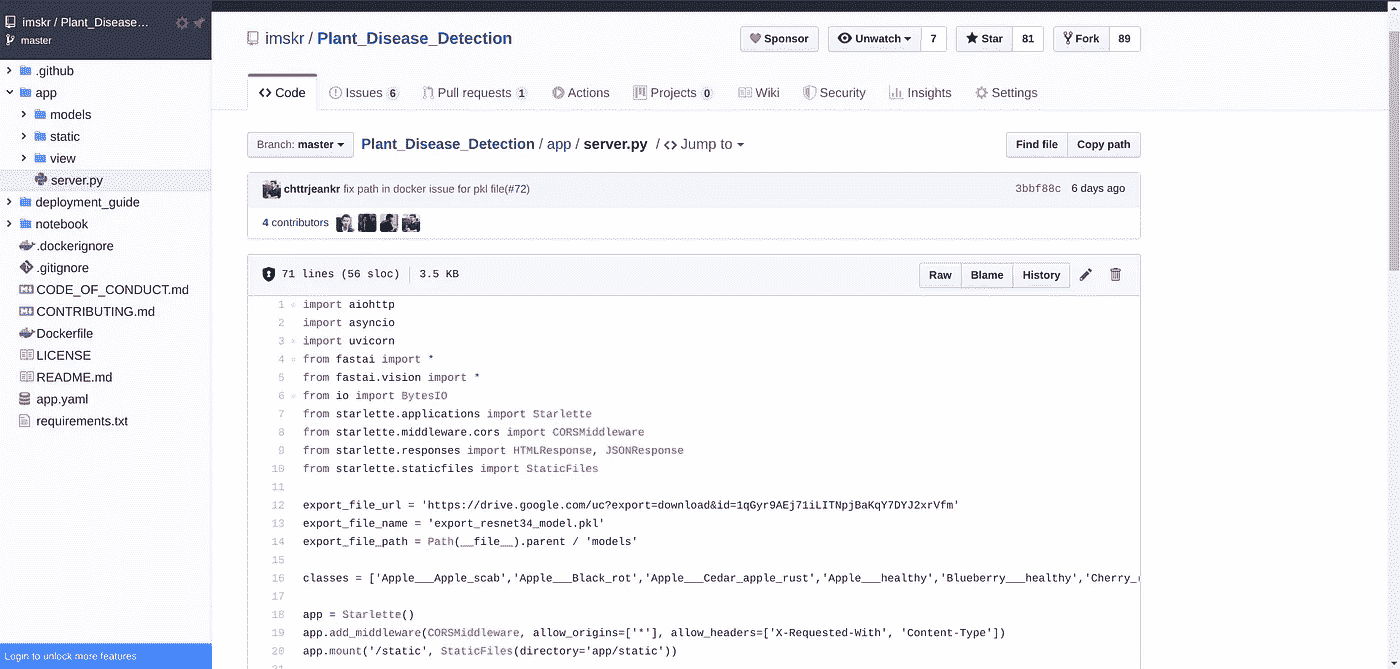 imskr / Plant_Disease...
master
.github
app
models
static
view
server.py
deployment_guide
notebook
.dockerignore
.gitignore
CODE_OF_CONDUCT.md
CONTRIBUTING.md
Dockerfile
LICENSE
README.md
app.yaml
requirements.txt
Login to unlock more features
imskr / Plant_Disease_Detection
Sponsor Unwatch 7 Star 81 Fork 89
Code Issues 6 Pull requests 1 Actions Projects 0 Wiki Security Insights Settings
Branch: master Plant_Disease_Detection / app / server.py / <> Jump to Find file Copy path
chttrjeankr fix path in docker issue for pkl file(#72) 3bbf88c 6 days ago
4 contributors
71 lines (56 sloc) 3.5 KB Raw Blame History
1 import aiohttp
2 import asyncio
3 import uvicorn
4 from fastai import *
5 from fastai.vision import *
6 from io import BytesIO
7 from starlette.applications import Starlette
8 from starlette.middleware.cors import CORSMiddleware
9 from starlette.responses import HTMLResponse, JSONResponse
10 from starlette.staticfiles import StaticFiles
11
12 export_file_url = 'https://drive.google.com/uc?export=download&id=1qGyr9AEj71iLITNpjBaKqY7DYJ2xrVfm'
13 export_file_name = 'export_resnet34_model.pkl'
14 export_file_path = Path(__file__).parent / 'models'
15
16 classes = ['Apple___Apple_scab','Apple___Black_rot','Apple___Cedar_apple_rust','Apple___healthy','Blueberry___healthy','Cherry_
17
18 app = Starlette()
19 app.add_middleware(CORSMiddleware, allow_origins=['*'], allow_headers=['X-Requested-With', 'Content-Type'])
20 app.mount('/static', StaticFiles(directory='app/static'))
21